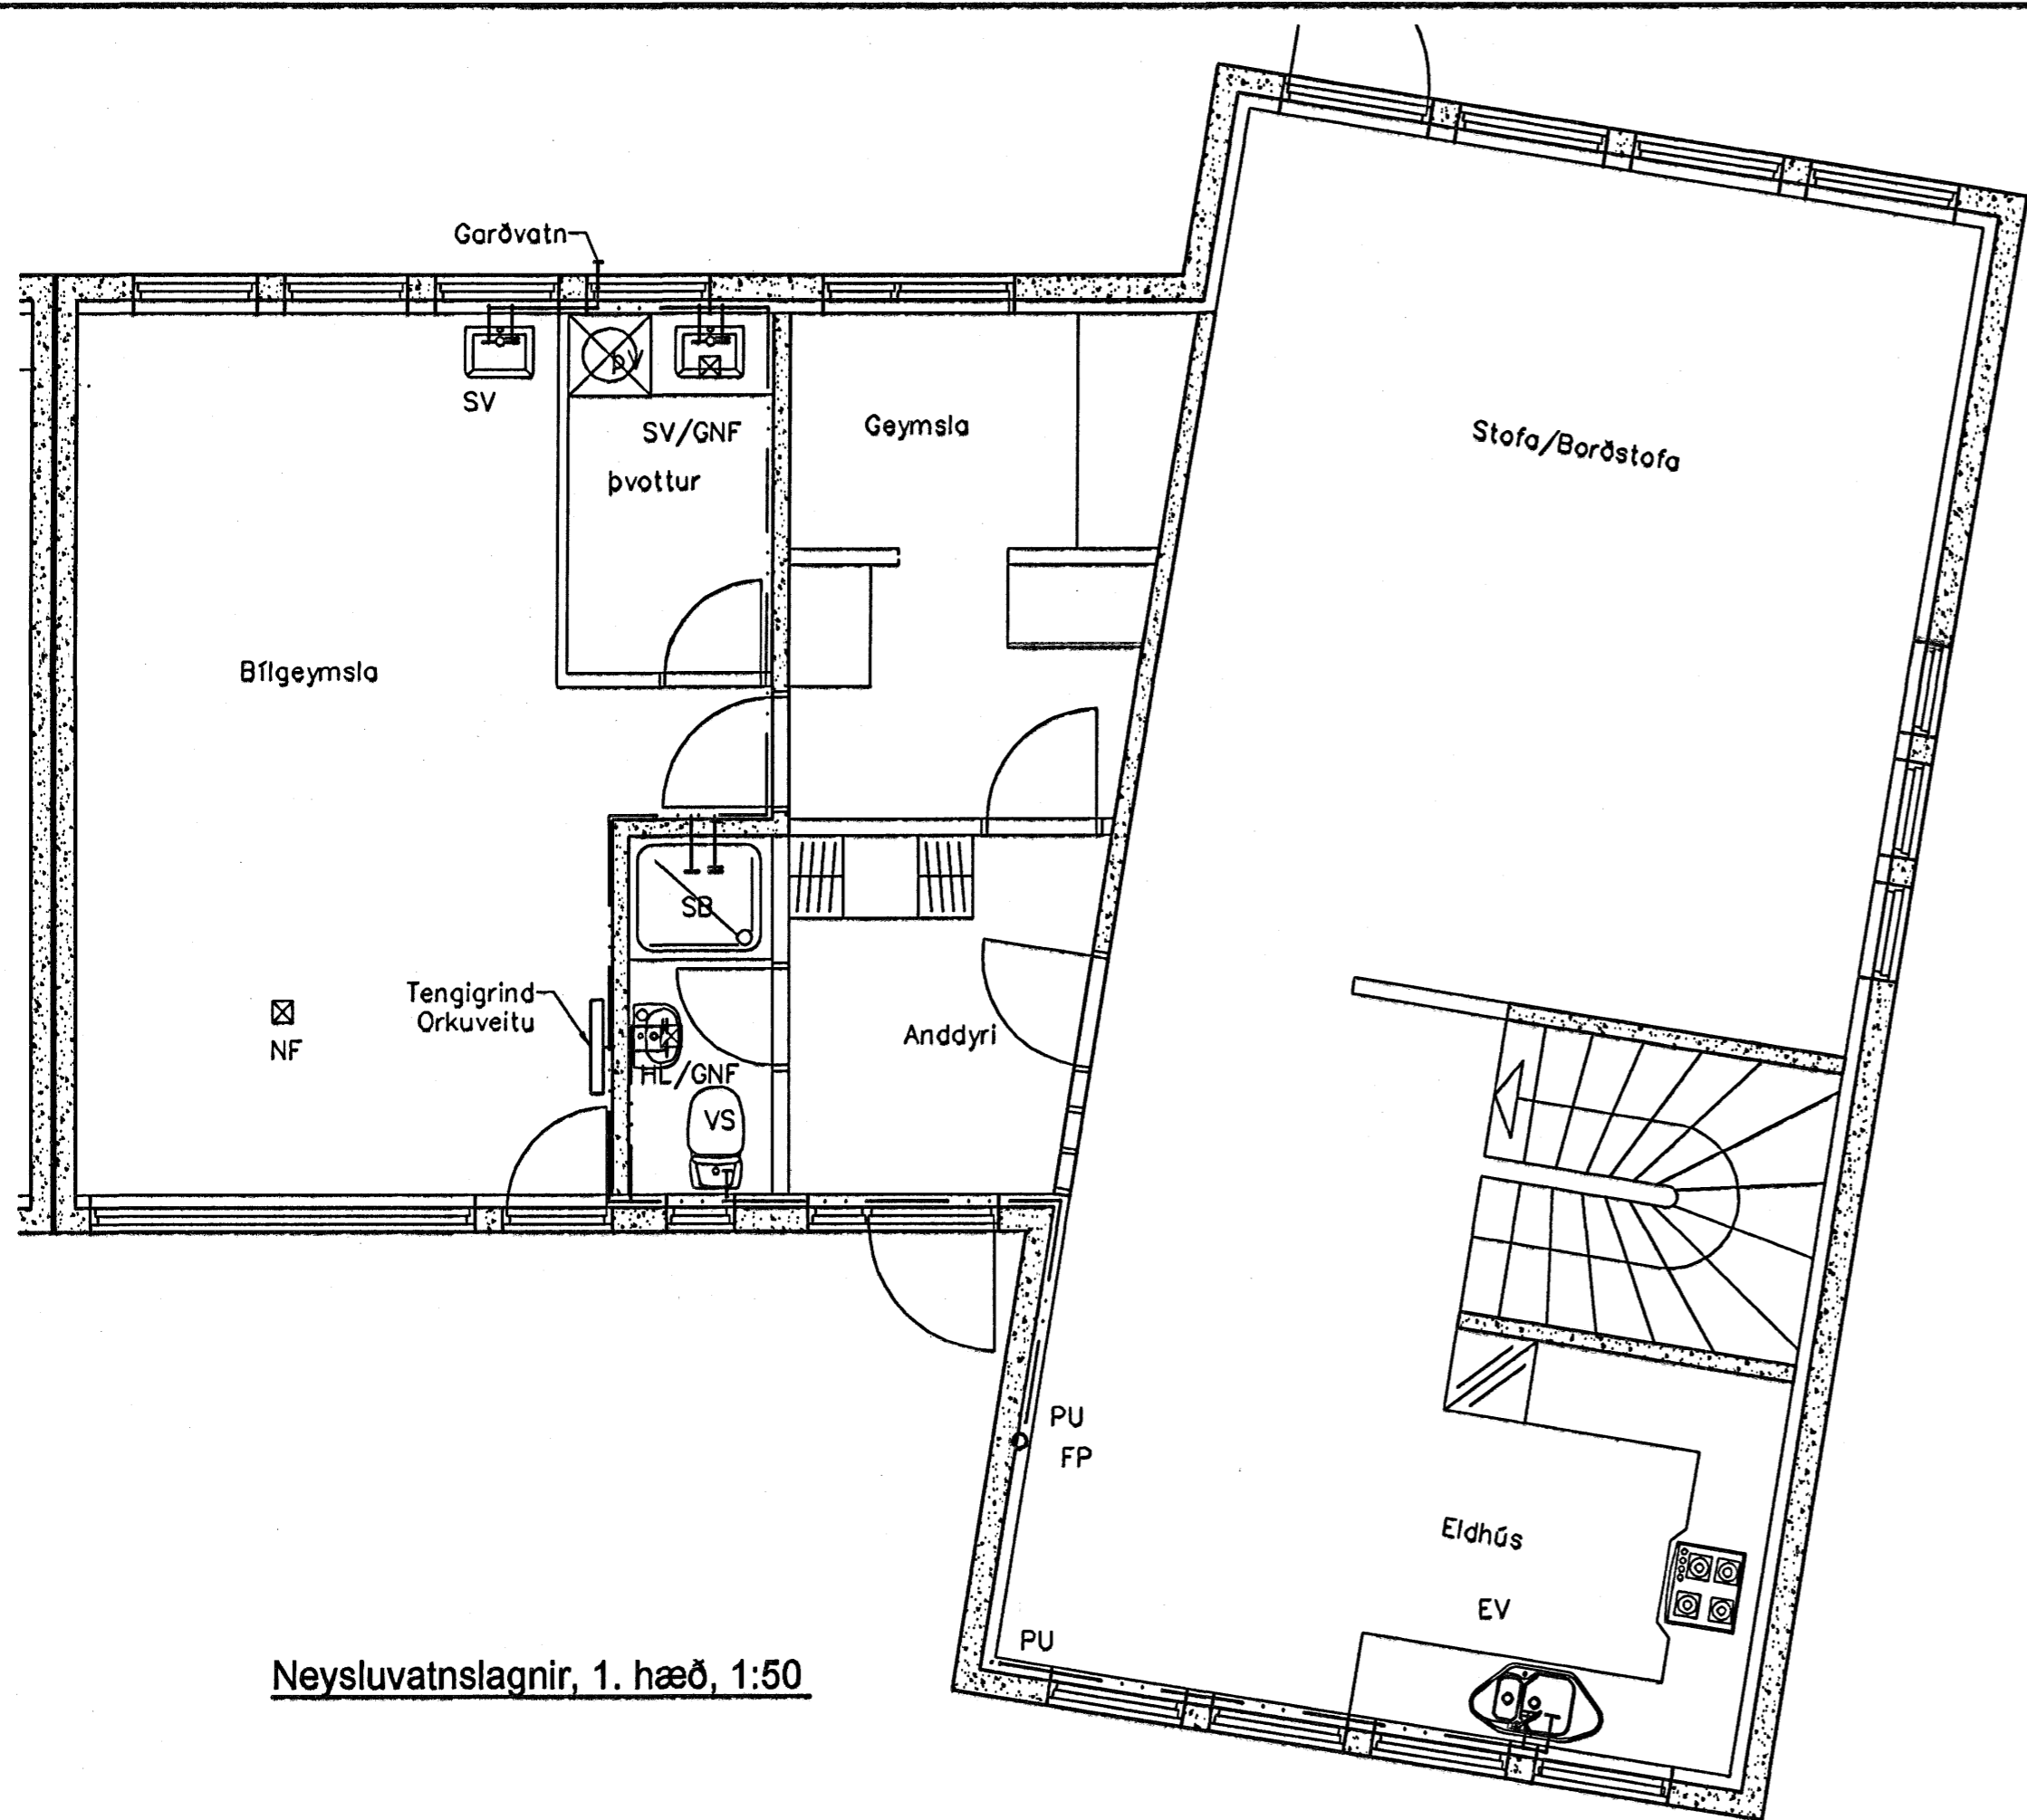 Garðvatn
SV
ÞV
SV/GNF
Þvottur
Geymsla
Stofa/Borðstofa
Bílgeymsla
SB
Tengigrind
Orkuveitu
NF
HL/GNF
VS
Anddyri
PU
FP
Eldhús
EV
PU
Neysluvatnslagnir, 1. hæð, 1:50